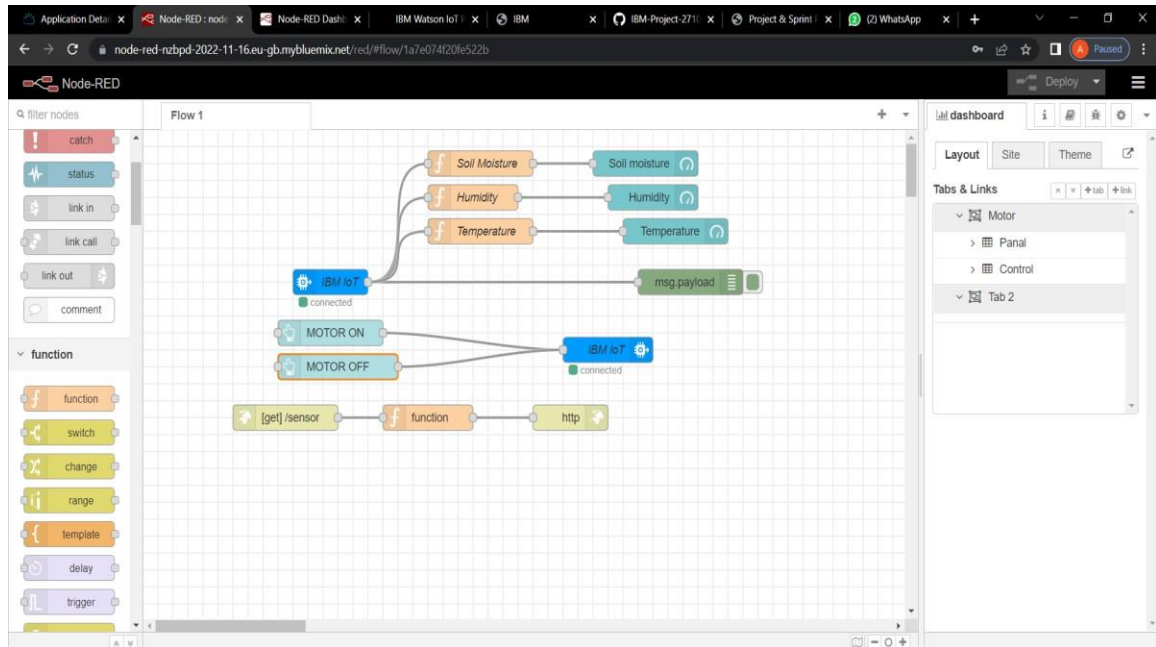 Application Detai
Node-RED : node
Node-RED Dashb
IBM Watson IoT P
IBM
IBM-Project-2710
Project & Sprint P
(2) WhatsApp
node-red-nzbpd-2022-11-16.eu-gb.mybluemix.net/red/#flow/1a7e074f20fe522b
A Paused
Node-RED
Deploy
filter nodes
Flow 1
dashboard
catch
status
link in
link call
link out
comment
function
function
switch
change
range
template
delay
trigger
Soil Moisture
Soil moisture
Humidity
Humidity
Temperature
Temperature
IBM IoT
connected
msg.payload
MOTOR ON
MOTOR OFF
IBM IoT
connected
[get] /sensor
function
http
Layout
Site
Theme
Tabs & Links
+tab
+link
Motor
Panal
Control
Tab 2